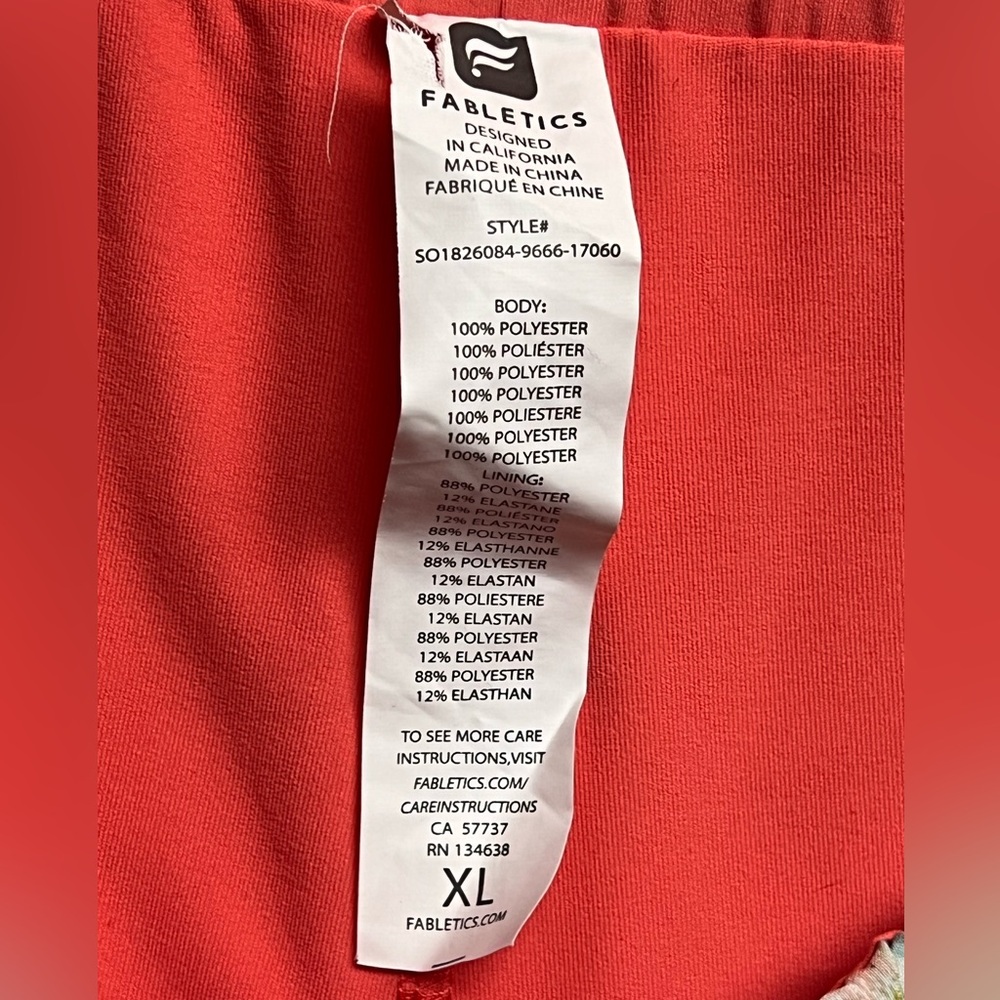 FABLETICS
DESIGNED
IN CALIFORNIA
MADE IN CHINA
FABRIQUÉ EN CHINE
STYLE#
SO1826084-9666-17060
BODY:
100% POLYESTER
100% POLIÉSTER
100% POLYESTER
100% POLYESTER
100% POLIESTERE
100% POLYESTER
100% POLYESTER
LINING:
88% POLYESTER
12% ELASTANE
88% POLIÉSTER
12% ELASTANO
88% POLYESTER
12% ELASTHANNE
88% POLYESTER
12% ELASTAN
88% POLIESTERE
12% ELASTAN
88% POLYESTER
12% ELASTAAN
88% POLYESTER
12% ELASTHAN
TO SEE MORE CARE
INSTRUCTIONS,VISIT
FABLETICS.COM/
CAREINSTRUCTIONS
CA 57737
RN 134638
XL
FABLETICS.COM